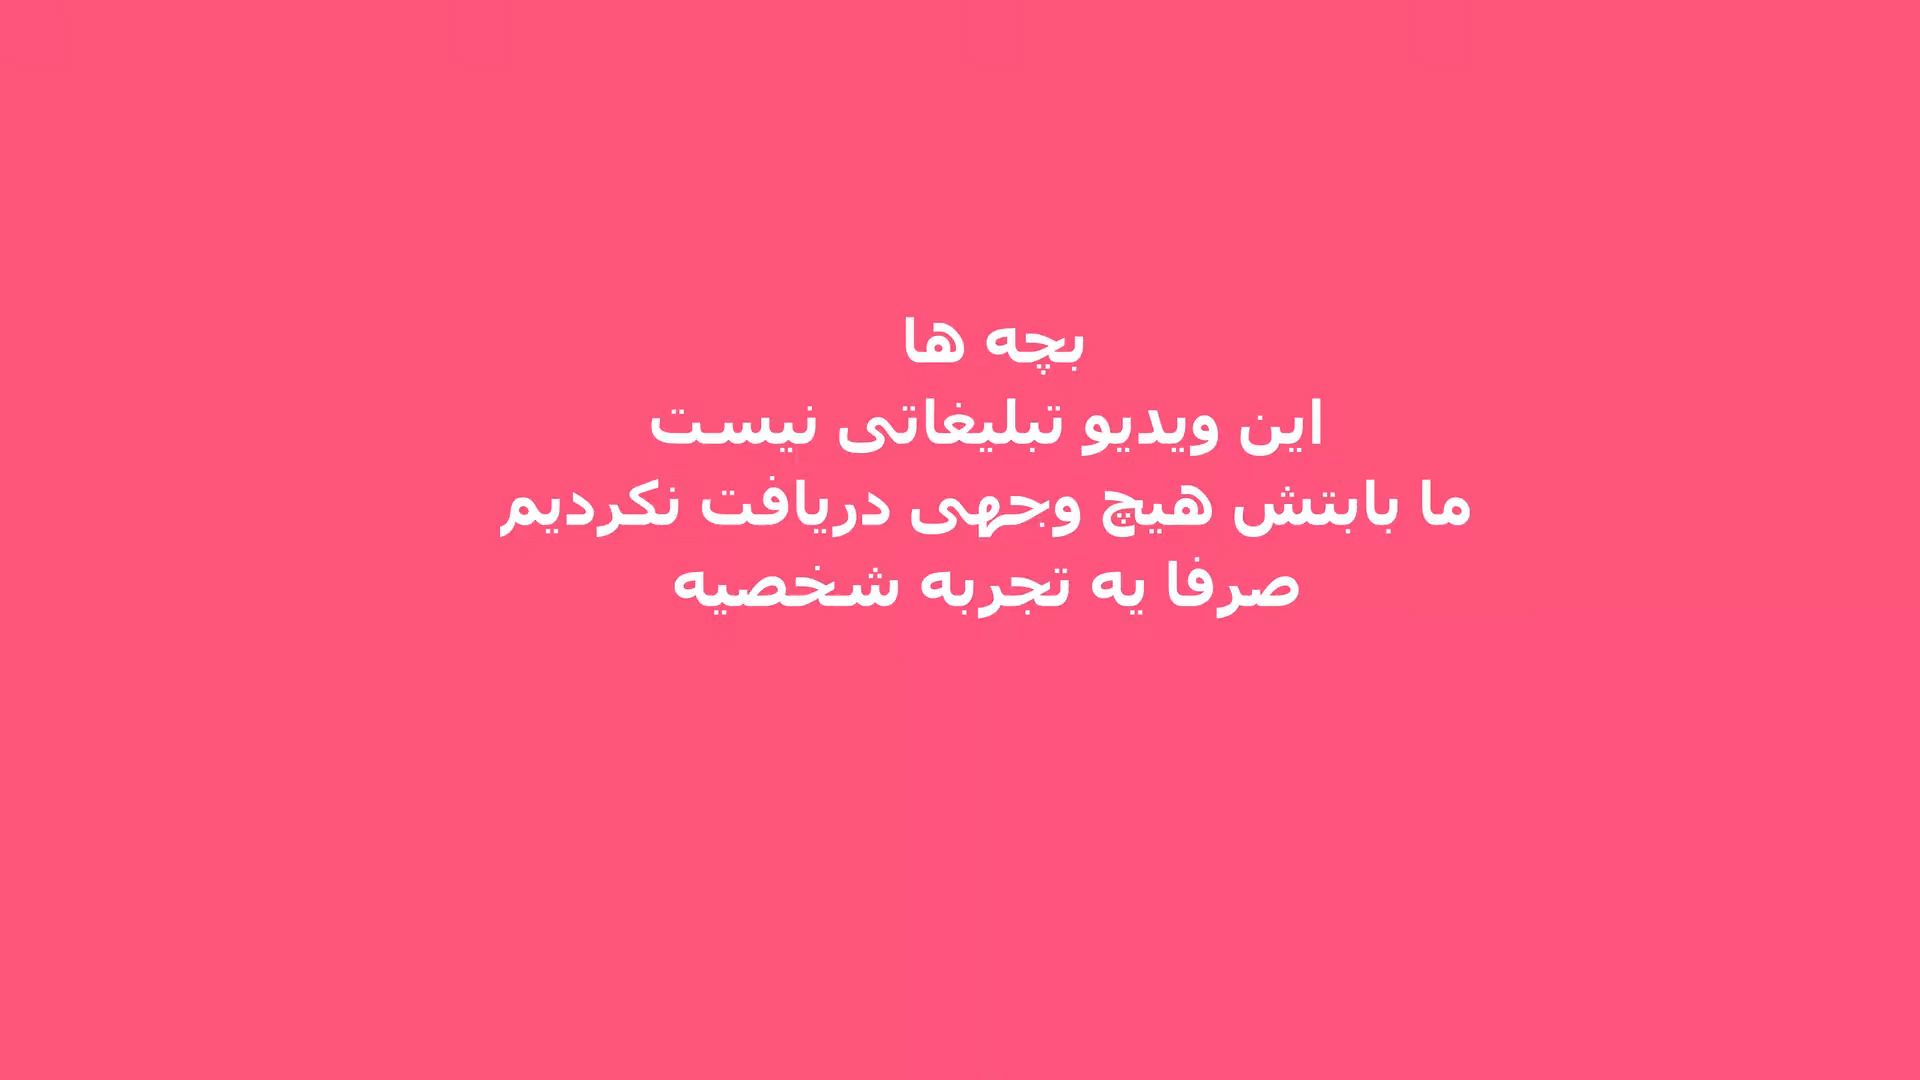 بچه ها
این ویدیو تبلیغاتی نیست
ما بابتش هیچ وجهی دریافت نکردیم
صرفا یه تجربه شخصیه